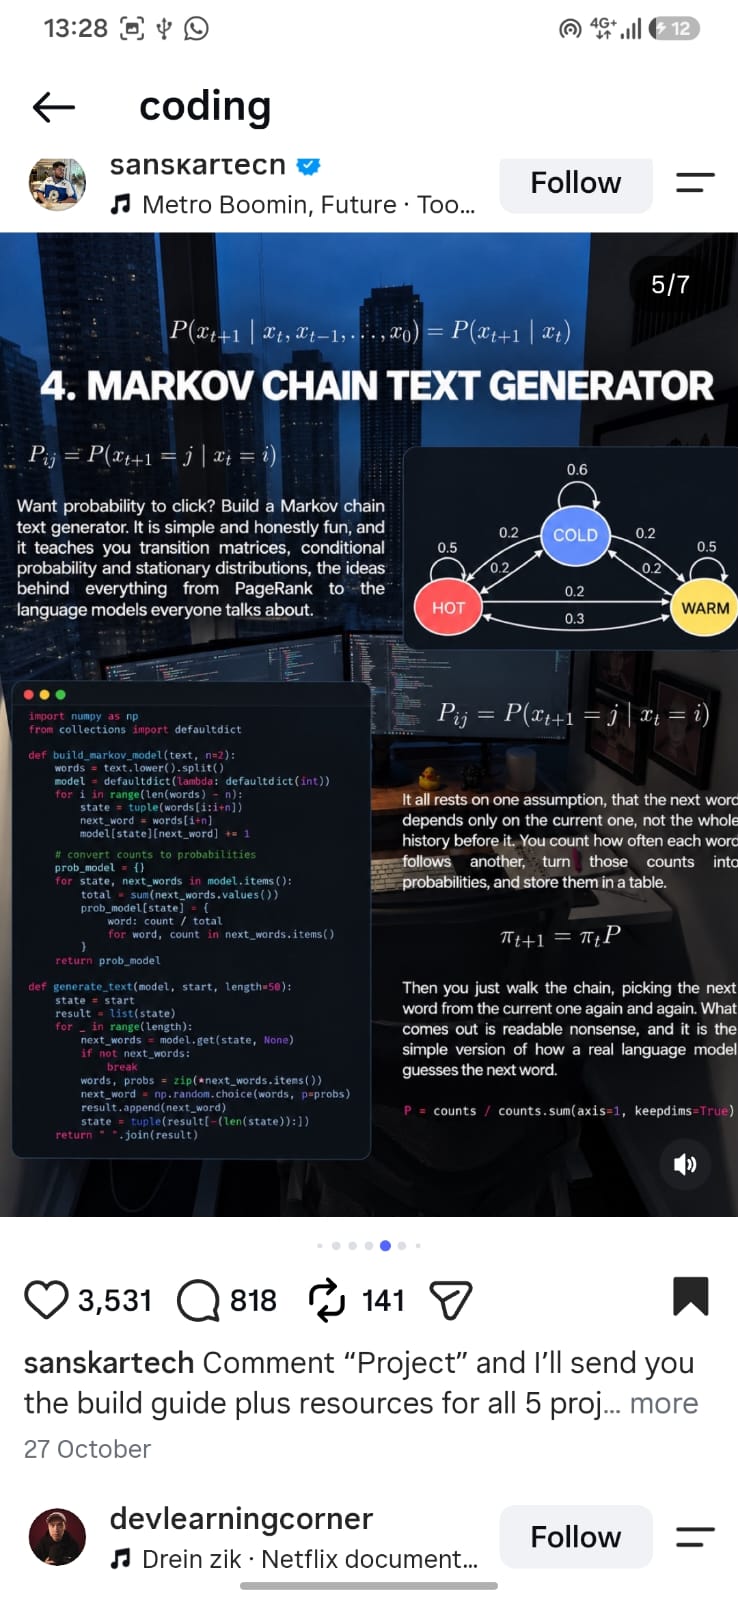 13:28
4G+
12
coding
sanskartech
Metro Boomin, Future · Too...
Follow
5/7
P(xₜ₊₁ | xₜ, xₜ₋₁, . . . , x₀) = P(xₜ₊₁ | xₜ)
4. MARKOV CHAIN TEXT GENERATOR
Pᵢⱼ = P(xₜ₊₁ = j | xₜ = i)
Want probability to click? Build a Markov chain
text generator. It is simple and honestly fun, and
it teaches you transition matrices, conditional
probability and stationary distributions, the ideas
behind everything from PageRank to the
language models everyone talks about.
0.6
COLD
0.2
0.2
0.5
0.5
0.2
0.2
HOT
0.2
WARM
0.3
import numpy as np
from collections import defaultdict
def build_markov_model(text, n=2):
    words = text.lower().split()
    model = defaultdict(lambda: defaultdict(int))
    for i in range(len(words) - n):
        state = tuple(words[i:i+n])
        next_word = words[i+n]
        model[state][next_word] += 1
    # convert counts to probabilities
    prob_model = {}
    for state, next_words in model.items():
        total = sum(next_words.values())
        prob_model[state] = {
            word: count / total
            for word, count in next_words.items()
        }
    return prob_model
def generate_text(model, start, length=50):
    state = start
    result = list(state)
    for _ in range(length):
        next_words = model.get(state, None)
        if not next_words:
            break
        words, probs = zip(*next_words.items())
        next_word = np.random.choice(words, p=probs)
        result.append(next_word)
        state = tuple(result[-(len(state)):])
    return " ".join(result)
Pᵢⱼ = P(xₜ₊₁ = j | xₜ = i)
It all rests on one assumption, that the next word
depends only on the current one, not the whole
history before it. You count how often each word
follows another, turn those counts into
probabilities, and store them in a table.
πₜ₊₁ = πₜP
Then you just walk the chain, picking the next
word from the current one again and again. What
comes out is readable nonsense, and it is the
simple version of how a real language model
guesses the next word.
P = counts / counts.sum(axis=1, keepdims=True)
3,531
818
141
sanskartech Comment “Project” and I’ll send you
the build guide plus resources for all 5 proj... more
27 October
devlearningcorner
Drein zik · Netflix document...
Follow